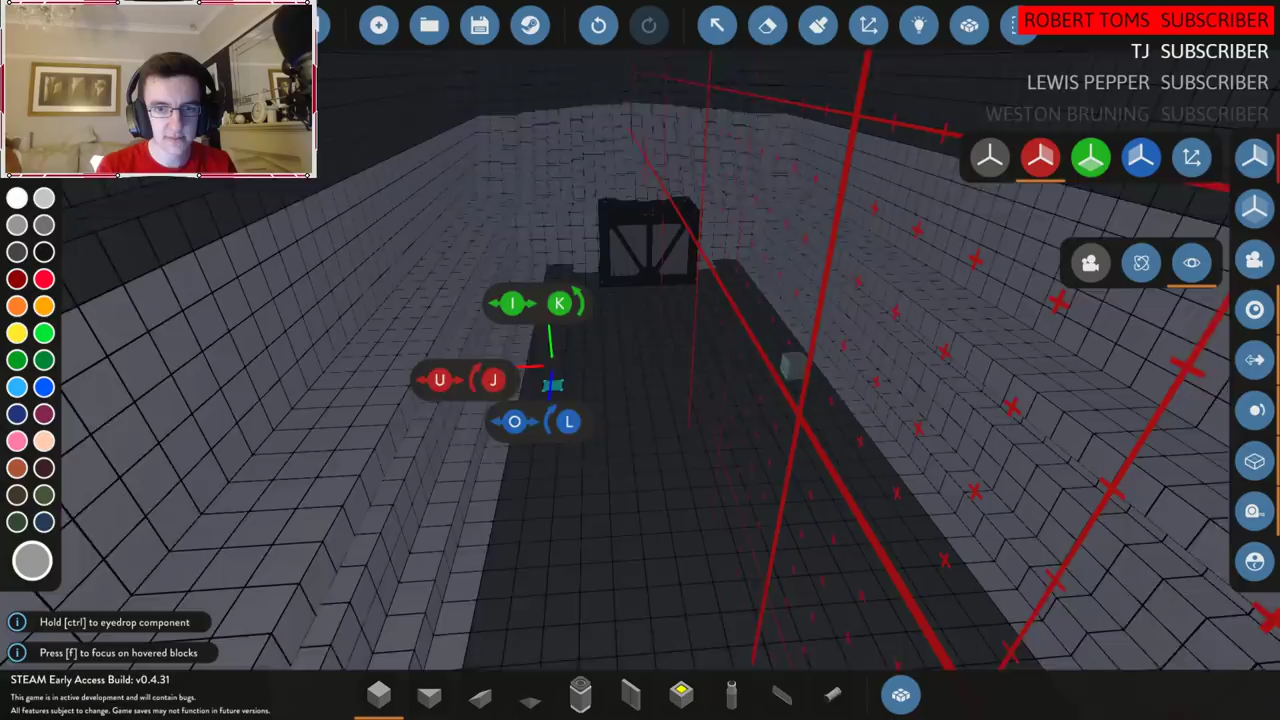 ROBERT TOMS SUBSCRIBER
TJ SUBSCRIBER
LEWIS PEPPER SUBSCRIBER
WESTON BRUNING SUBSCRIBER
I K
U J
O L
Hold [ctrl] to eyedrop component
Press [f] to focus on hovered blocks
STEAM Early Access Build: v0.4.31
This game is in active development and will contain bugs.
All features subject to change. Game saves may not function in future versions.